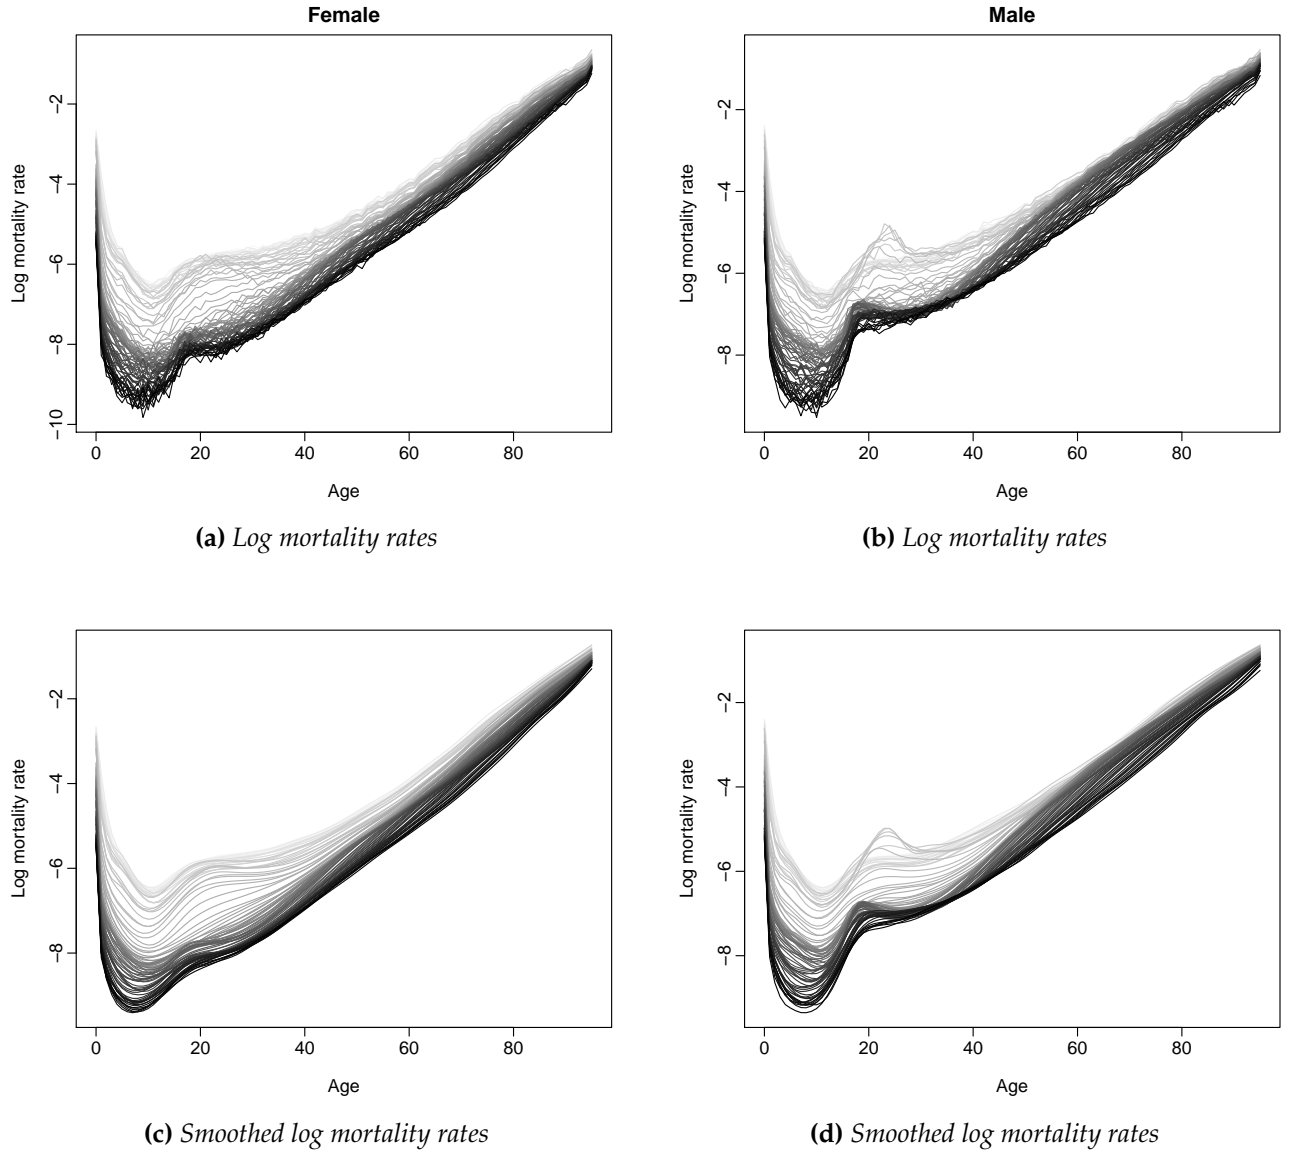 Female
Log mortality rate
−2
−4
−6
−8
−10
0 20 40 60 80
Age
(a) Log mortality rates
Male
Log mortality rate
−2
−4
−6
−8
0 20 40 60 80
Age
(b) Log mortality rates
Log mortality rate
−2
−4
−6
−8
0 20 40 60 80
Age
(c) Smoothed log mortality rates
Log mortality rate
−2
−4
−6
−8
0 20 40 60 80
Age
(d) Smoothed log mortality rates